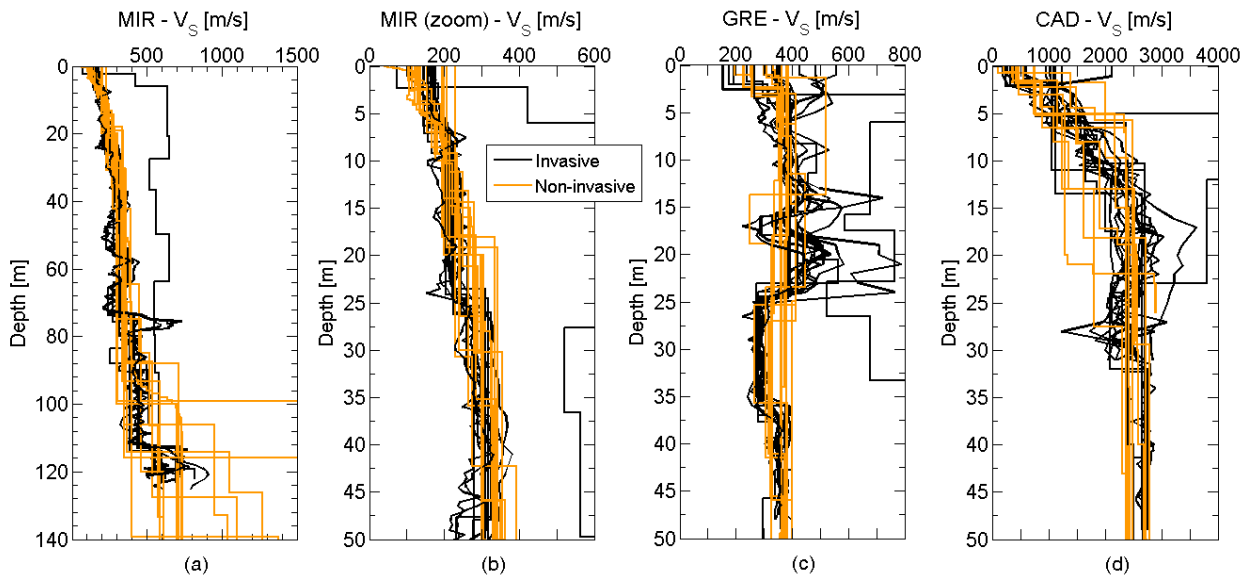 MIR - VS [m/s]
500 1000 1500
0
20
40
60
80
100
120
140
Depth [m]
(a)
MIR (zoom) - VS [m/s]
0 200 400 600
0
5
10
15
20
25
30
35
40
45
50
Depth [m]
(b)
Invasive
Non-invasive
GRE - VS [m/s]
0 200 400 600 800
0
5
10
15
20
25
30
35
40
45
50
Depth [m]
(c)
CAD - VS [m/s]
0 1000 2000 3000 4000
0
5
10
15
20
25
30
35
40
45
50
Depth [m]
(d)